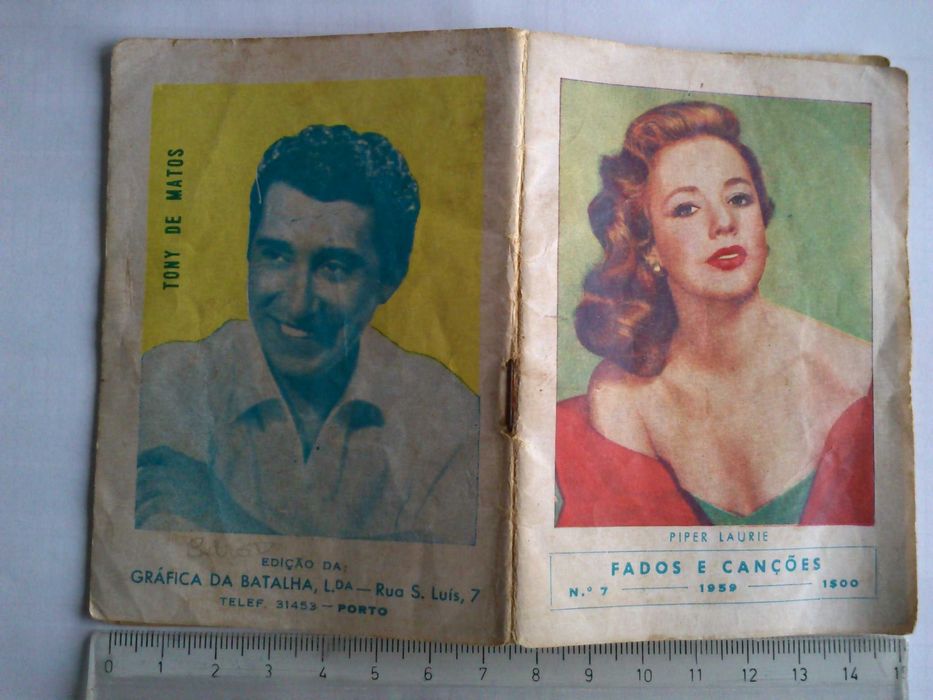 TONY DE MATOS
EDIÇÃO DA:
GRÁFICA DA BATALHA, L.DA — Rua S. Luís, 7
TELEF. 31453 — PORTO
PIPER LAURIE
FADOS E CANÇÕES
N.º 7 — 1959 — 1$00
0 1 2 3 4 5 6 7 8 9 10 11 12 13 14